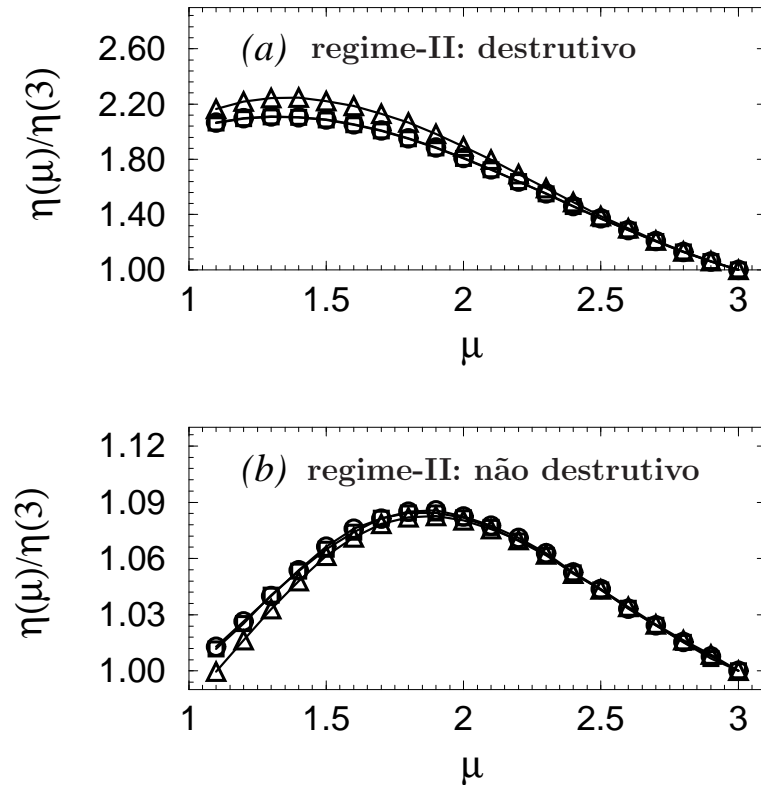 (a) regime-II: destrutivo
η(μ)/η(3)
2.60
2.20
1.80
1.40
1.00
1 1.5 2 2.5 3
μ
(b) regime-II: não destrutivo
η(μ)/η(3)
1.12
1.09
1.06
1.03
1.00
1 1.5 2 2.5 3
μ